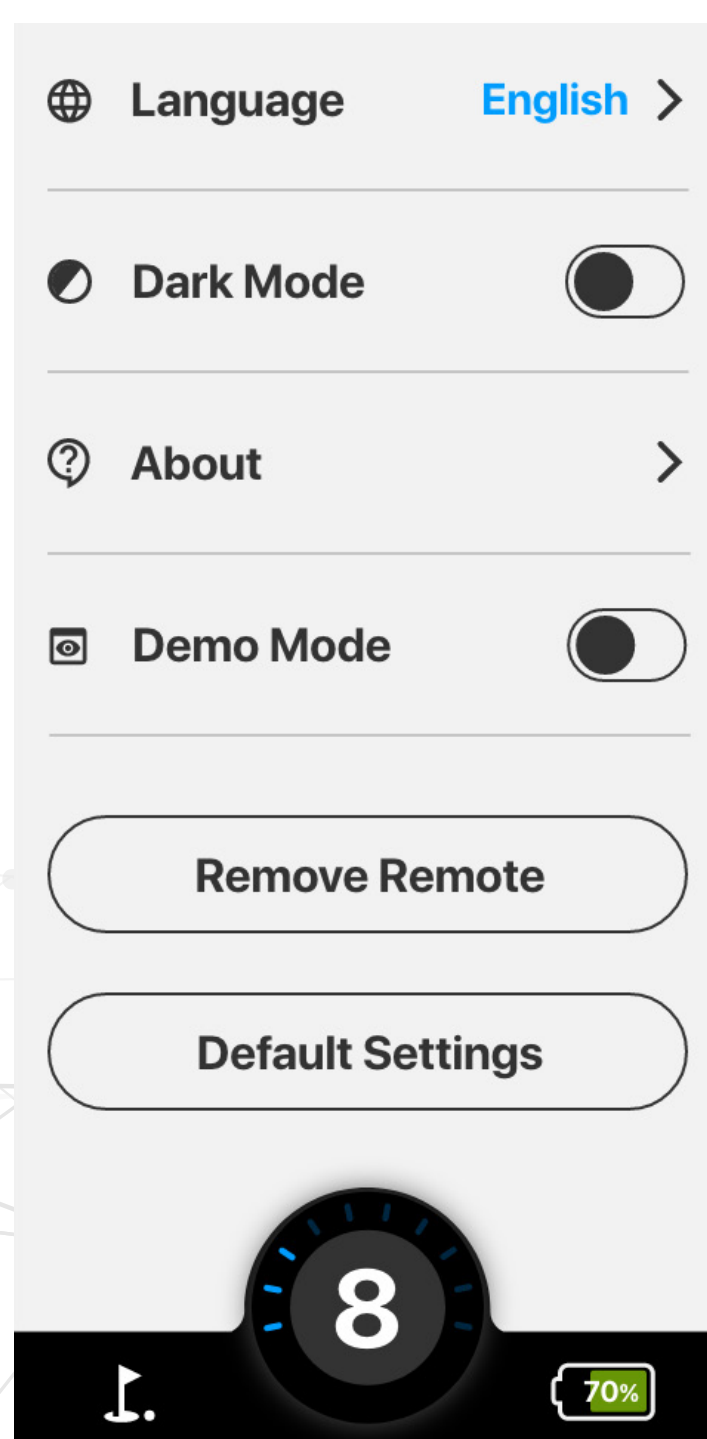 Language English
Dark Mode
About
Demo Mode
Remove Remote
Default Settings
8
70%